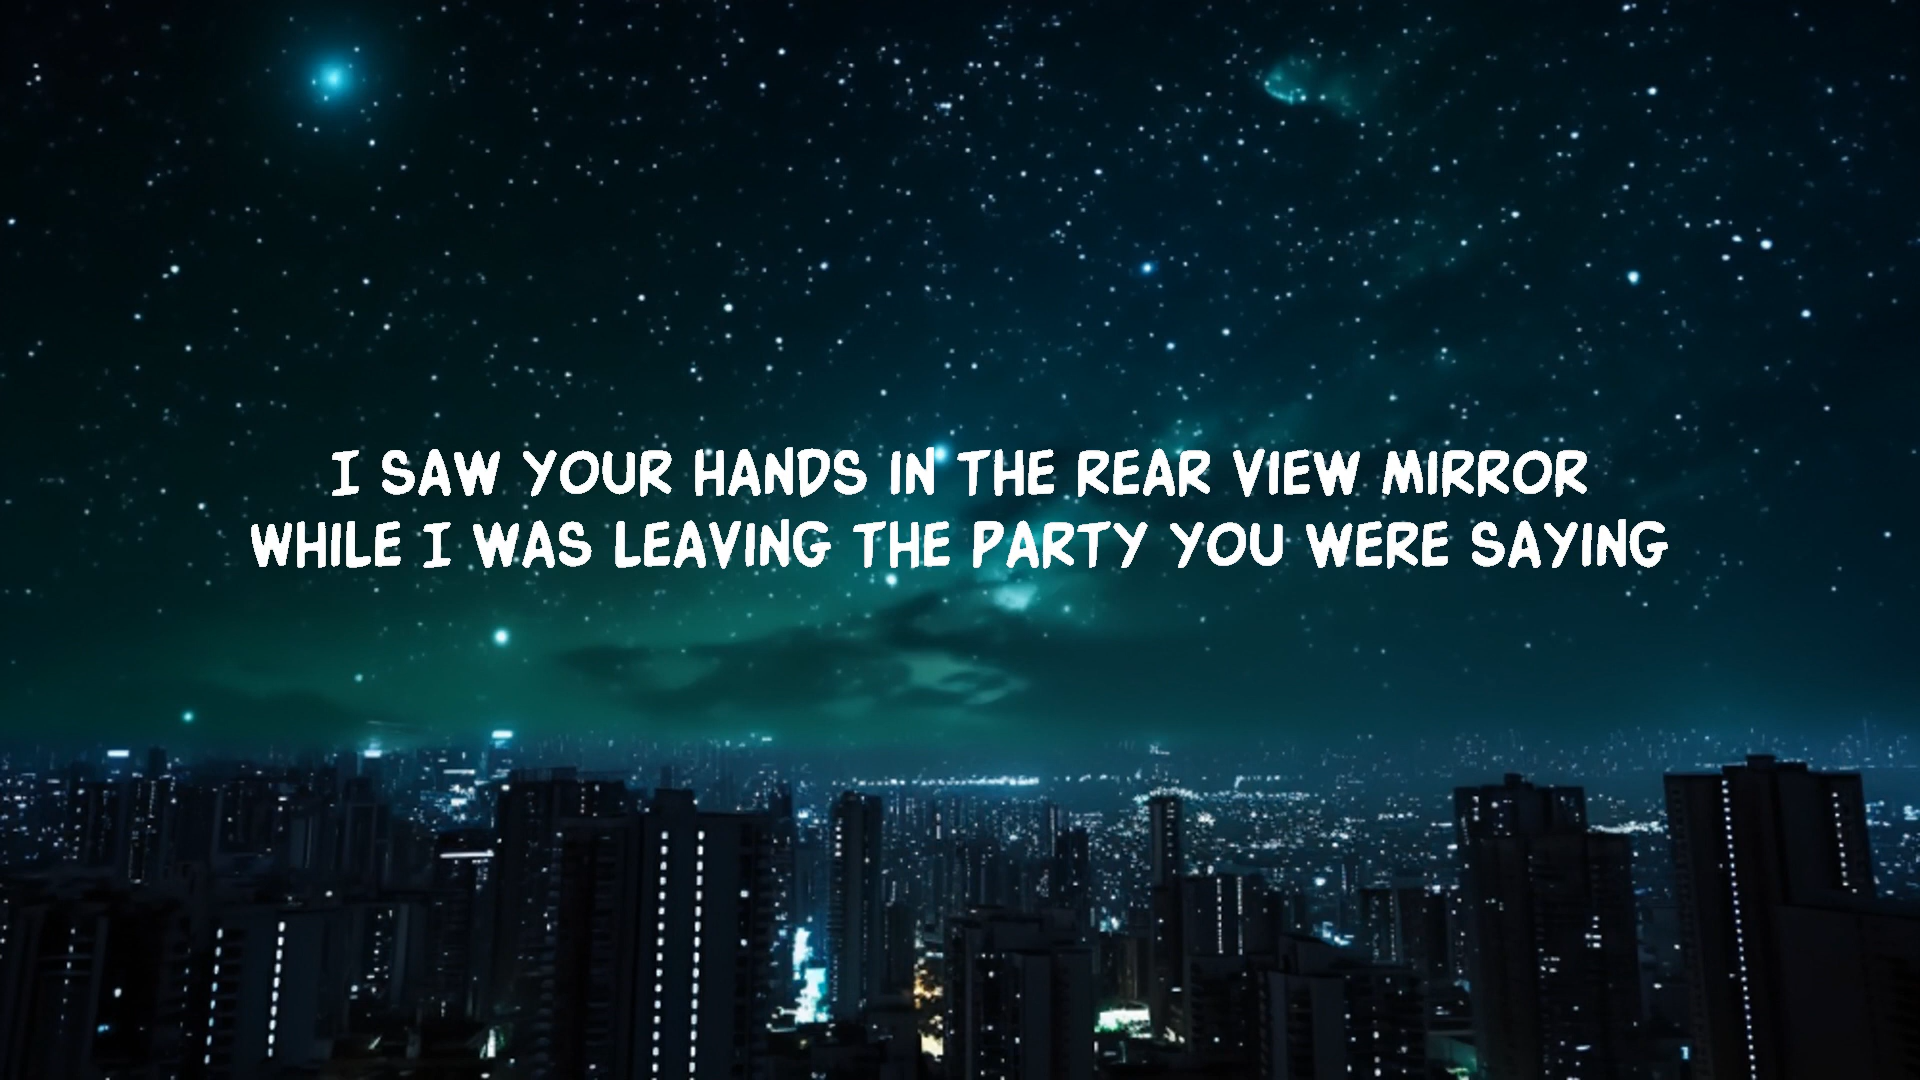 I SAW YOUR HANDS IN THE REAR VIEW MIRROR
WHILE I WAS LEAVING THE PARTY YOU WERE SAYING